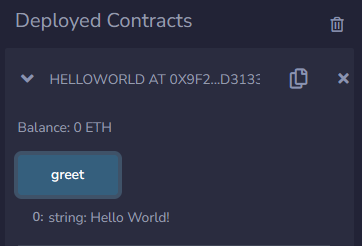 Deployed Contracts
HELLOWORLD AT 0X9F2...D3133
Balance: 0 ETH
greet
0: string: Hello World!